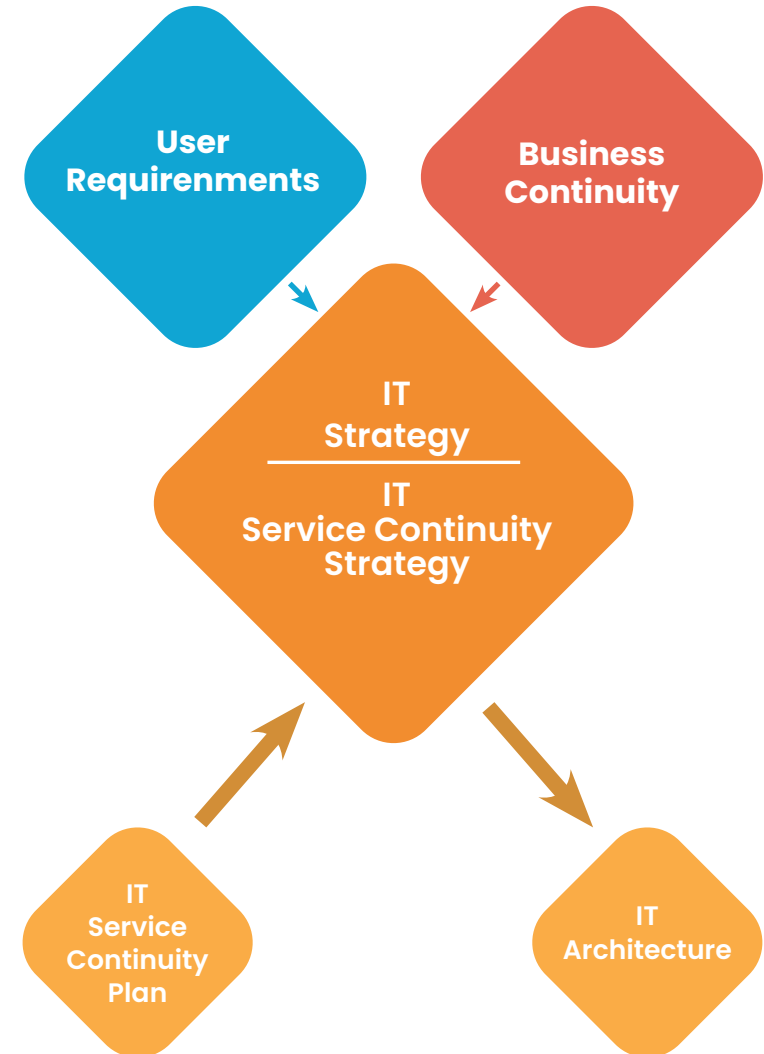 User
Requirenments
Business
Continuity
IT
Strategy
IT
Service Continuity
Strategy
IT
Service
Continuity
Plan
IT
Architecture